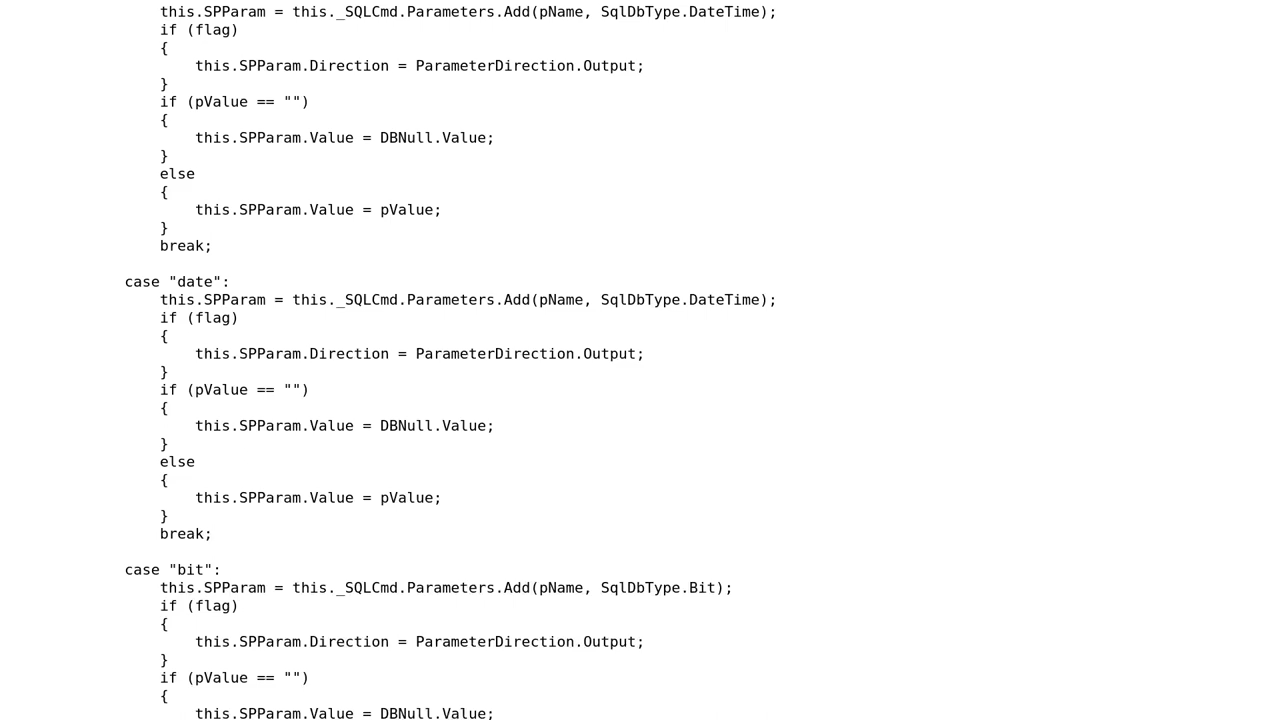 this.SPParam = this._SQLCmd.Parameters.Add(pName, SqlDbType.DateTime);
if (flag)
{
this.SPParam.Direction = ParameterDirection.Output;
}
if (pValue == "")
{
this.SPParam.Value = DBNull.Value;
}
else
{
this.SPParam.Value = pValue;
}
break;
case "date":
this.SPParam = this._SQLCmd.Parameters.Add(pName, SqlDbType.DateTime);
if (flag)
{
this.SPParam.Direction = ParameterDirection.Output;
}
if (pValue == "")
{
this.SPParam.Value = DBNull.Value;
}
else
{
this.SPParam.Value = pValue;
}
break;
case "bit":
this.SPParam = this._SQLCmd.Parameters.Add(pName, SqlDbType.Bit);
if (flag)
{
this.SPParam.Direction = ParameterDirection.Output;
}
if (pValue == "")
{
this.SPParam.Value = DBNull.Value;